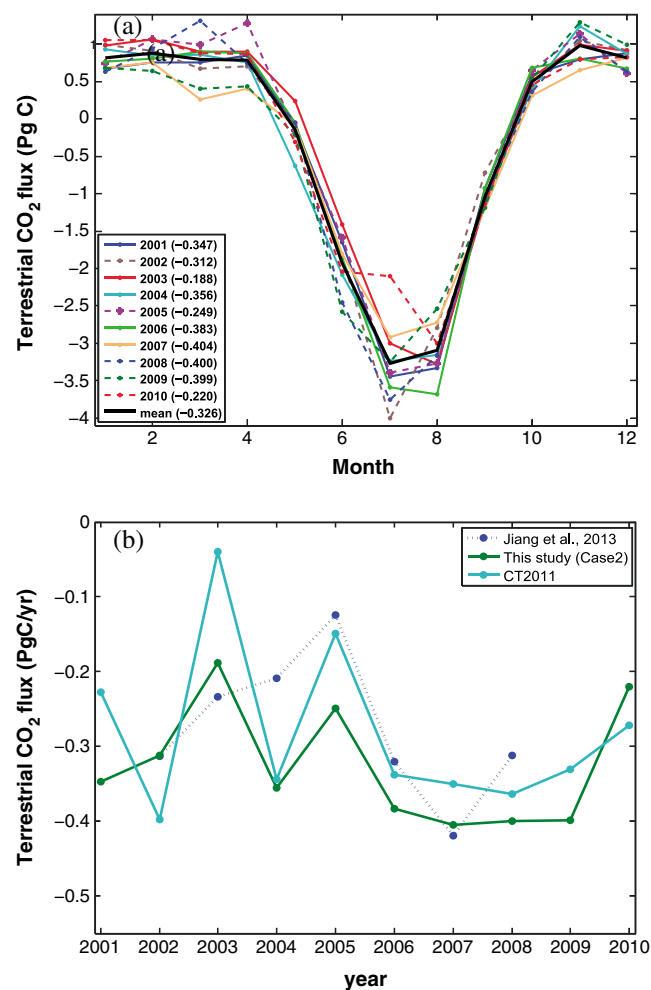 (a)
(a)
1
0.5
0
−0.5
−1
−1.5
−2
−2.5
−3
−3.5
−4
Terrestrial CO2 flux (Pg C)
2001 (−0.347)
2002 (−0.312)
2003 (−0.188)
2004 (−0.356)
2005 (−0.249)
2006 (−0.383)
2007 (−0.404)
2008 (−0.400)
2009 (−0.399)
2010 (−0.220)
mean (−0.326)
2 4 6 8 10 12
Month
(b)
Jiang et al., 2013
This study (Case2)
CT2011
0
−0.1
−0.2
−0.3
−0.4
−0.5
Terrestrial CO2 flux (PgC/yr)
2001 2002 2003 2004 2005 2006 2007 2008 2009 2010
year